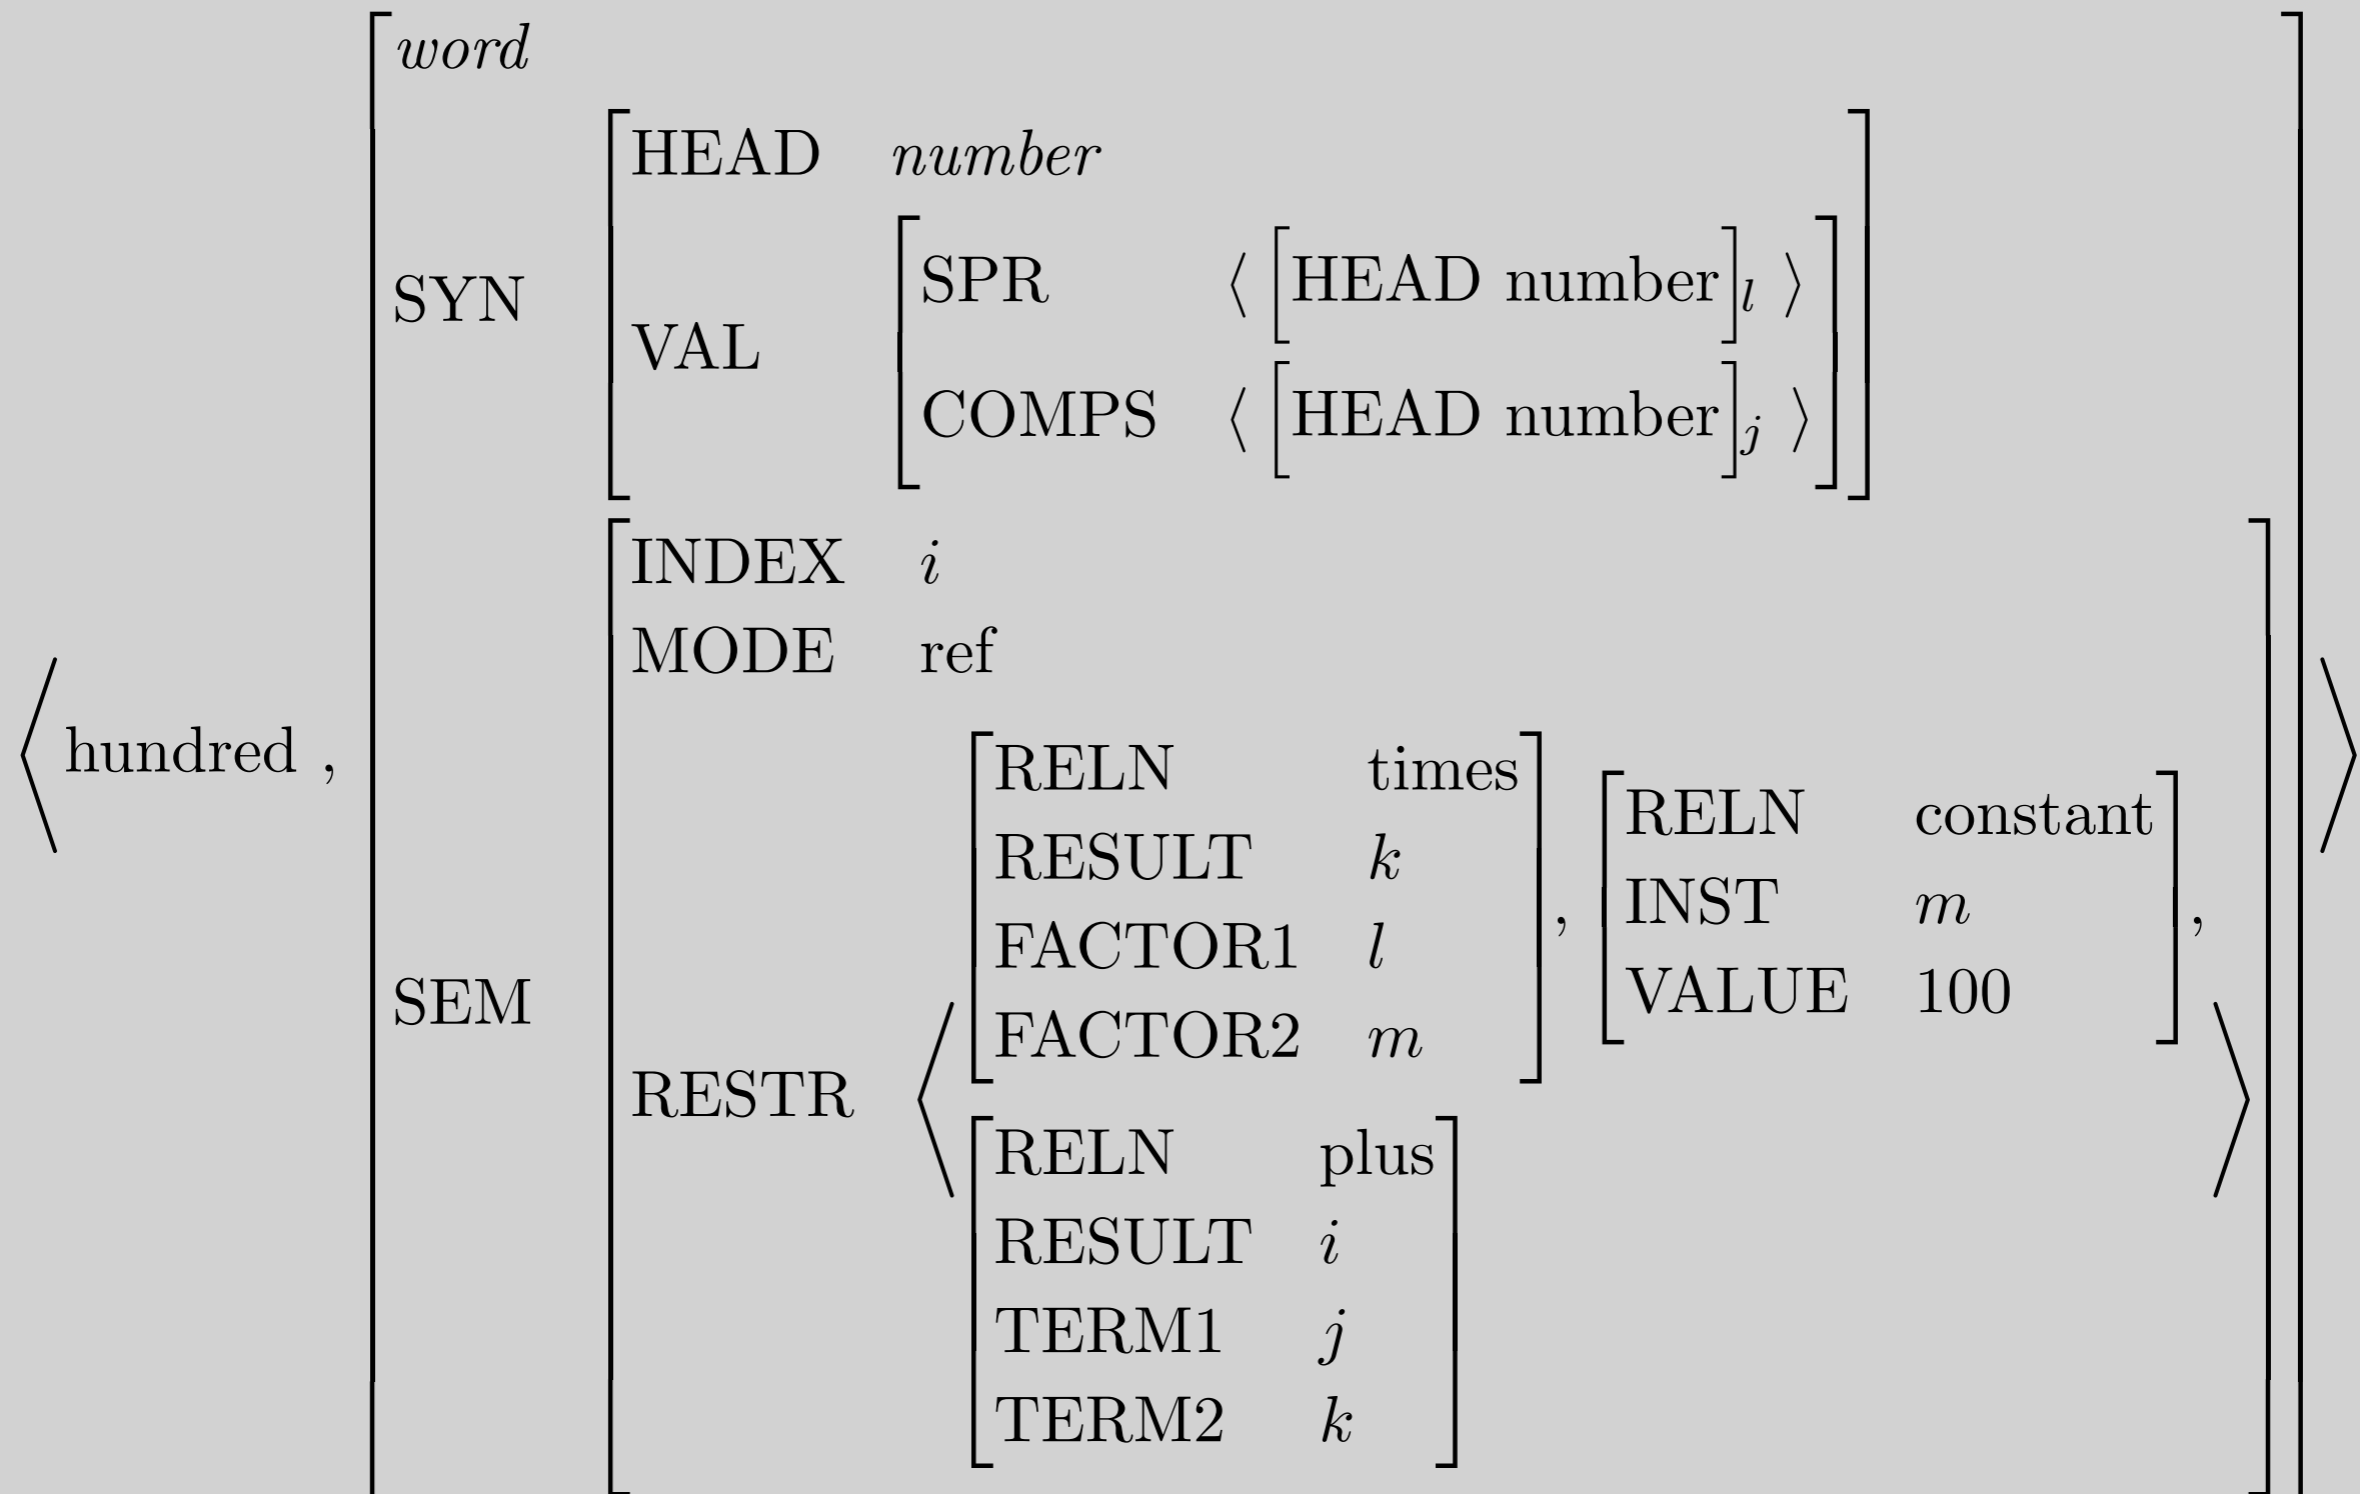 word
HEAD number
SPR ⟨ [HEAD number]l ⟩
SYN
VAL
COMPS ⟨ [HEAD number]j ⟩
INDEX i
MODE ref
⟨ hundred ,
RELN times
RELN constant
RESULT k
INST m
FACTOR1 l
VALUE 100
FACTOR2 m
SEM
RESTR
RELN plus
RESULT i
TERM1 j
TERM2 k